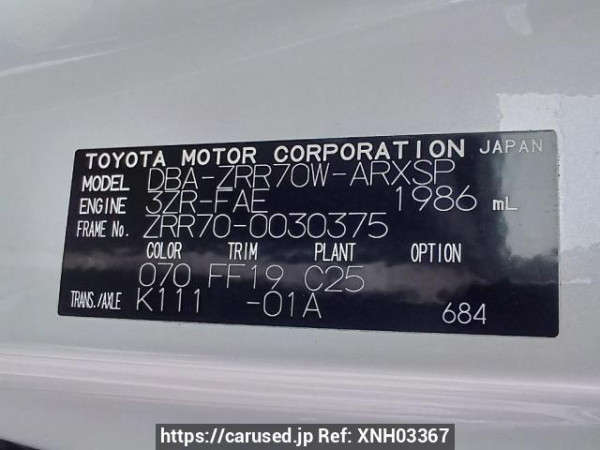 TOYOTA MOTOR CORPORATION JAPAN
MODEL DBA-ZRR70W-ARXSP
ENGINE 3ZR-FAE 1986 mL
FRAME No. ZRR70-0030375
COLOR TRIM PLANT OPTION
070 FF19 C25
TRANS./AXLE K111 -01A
684
https://carused.jp Ref: XNH03367